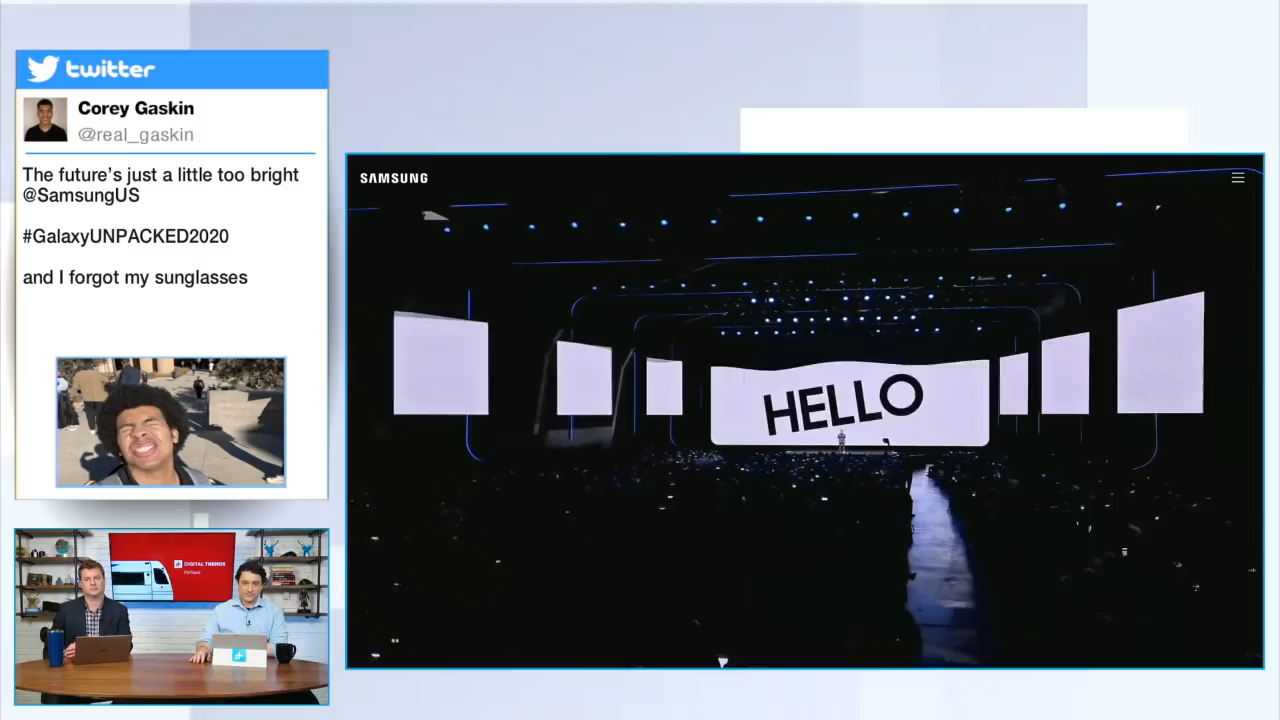 twitter
Corey Gaskin
@real_gaskin
The future's just a little too bright
@SamsungUS
#GalaxyUNPACKED2020
and I forgot my sunglasses
SAMSUNG
HELLO
DIGITAL TRENDS
Portland